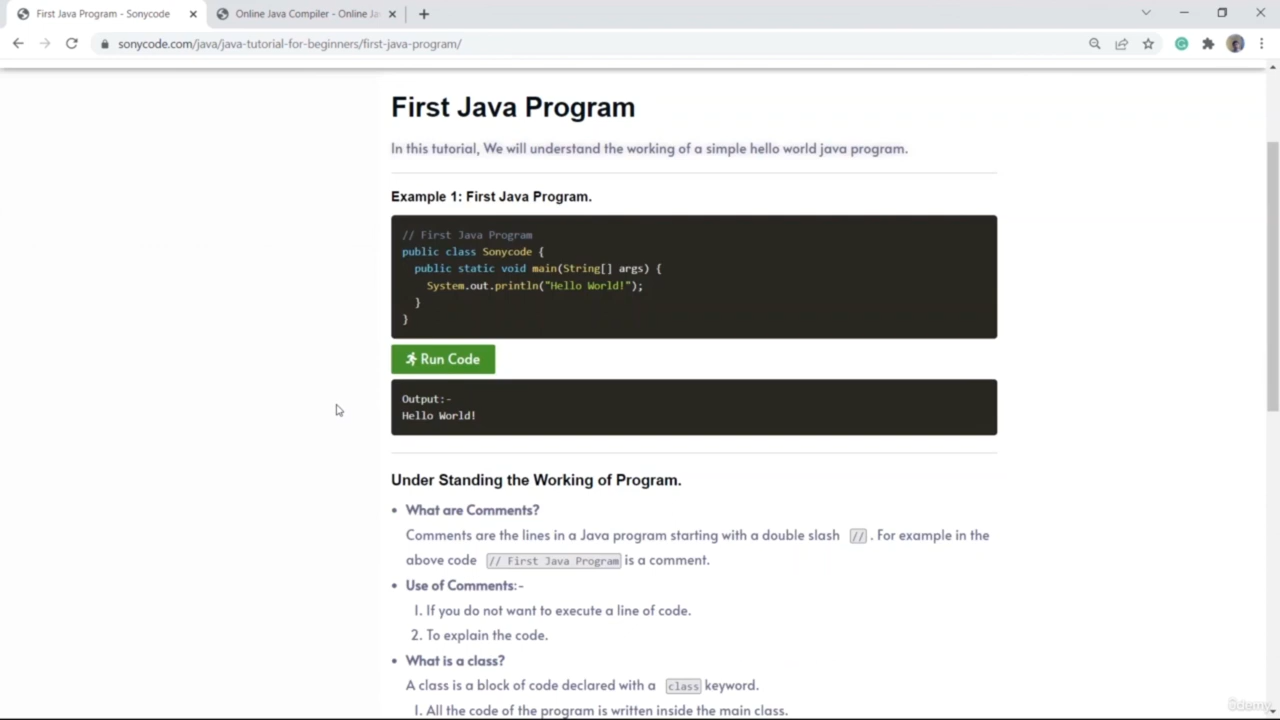 First Java Program - Sonycode
Online Java Compiler - Online Ja
sonycode.com/java/java-tutorial-for-beginners/first-java-program/
First Java Program
In this tutorial, We will understand the working of a simple hello world java program.
Example 1: First Java Program.
// First Java Program
public class Sonycode {
public static void main(String[] args) {
System.out.println("Hello World!");
}
}
Run Code
Output:-
Hello World!
Under Standing the Working of Program.
• What are Comments?
Comments are the lines in a Java program starting with a double slash // . For example in the
above code // First Java Program is a comment.
• Use of Comments:-
1. If you do not want to execute a line of code.
2. To explain the code.
• What is a class?
A class is a block of code declared with a class keyword.
1. All the code of the program is written inside the main class.
ûdemy